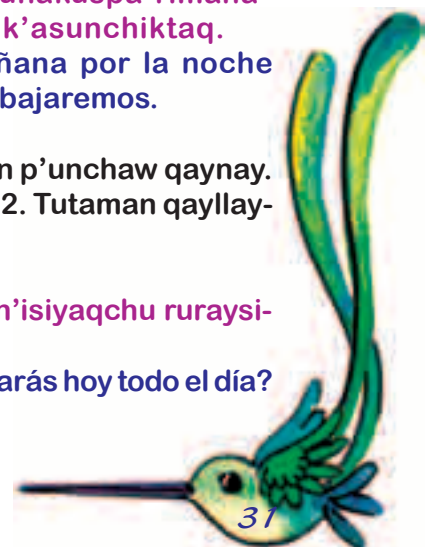 k'asunchiktaq.
ñana por la noche
bajaremos.
n p'unchaw qaynay.
2. Tutaman qayllay-
isiyaqchu ruraysi-
arás hoy todo el día?
31